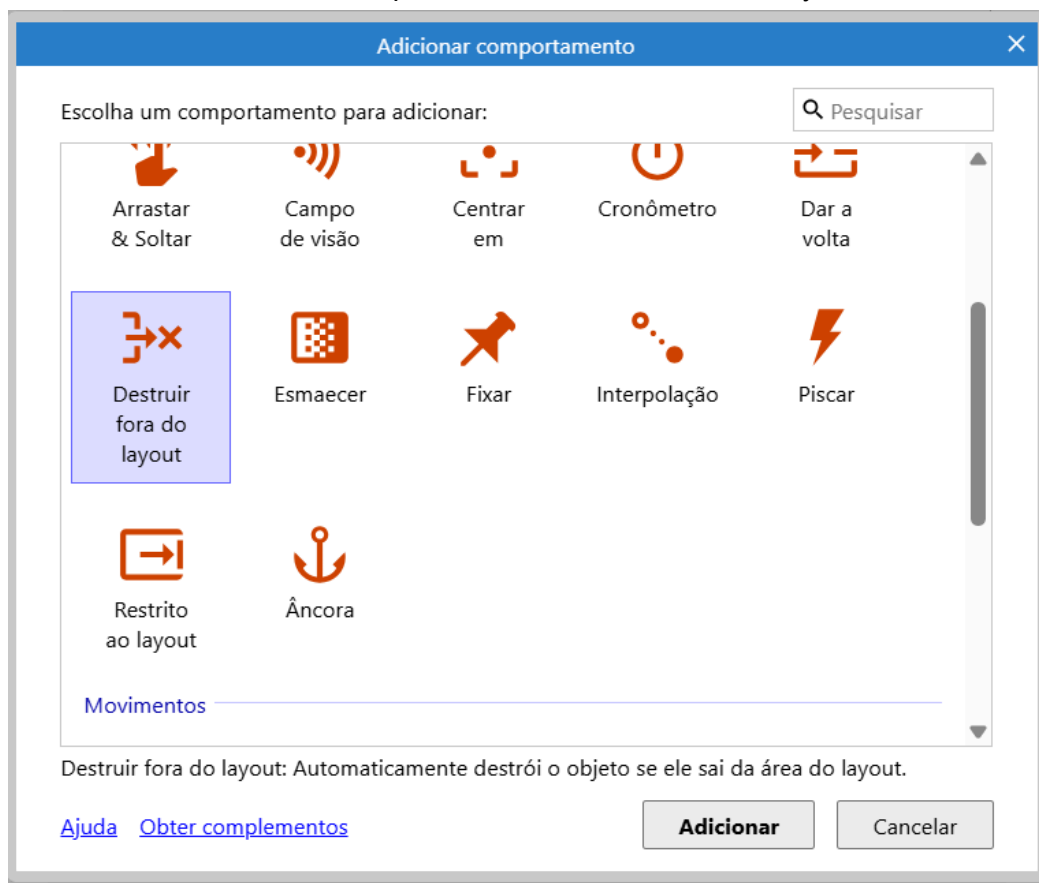 Adicionar comportamento
Escolha um comportamento para adicionar:
Pesquisar
Arrastar
& Soltar
Campo
de visão
Centrar
em
Cronômetro
Dar a
volta
Destruir
fora do
layout
Esmaecer
Fixar
Interpolação
Piscar
Restrito
ao layout
Âncora
Movimentos
Destruir fora do layout: Automaticamente destrói o objeto se ele sai da área do layout.
Ajuda
Obter complementos
Adicionar
Cancelar